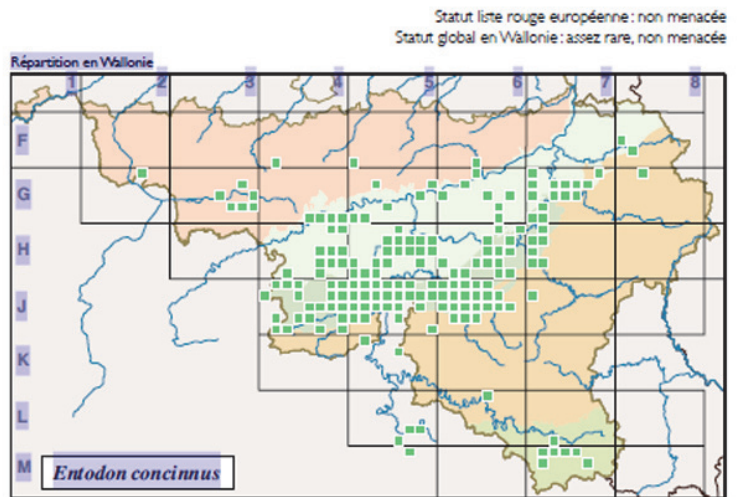 Statut liste rouge européenne : non menacée
Statut global en Wallonie : assez rare, non menacée
Répartition en Wallonie
1 2 3 4 5 6 7 8
F
G
H
J
K
L
M
Entodon concinnus